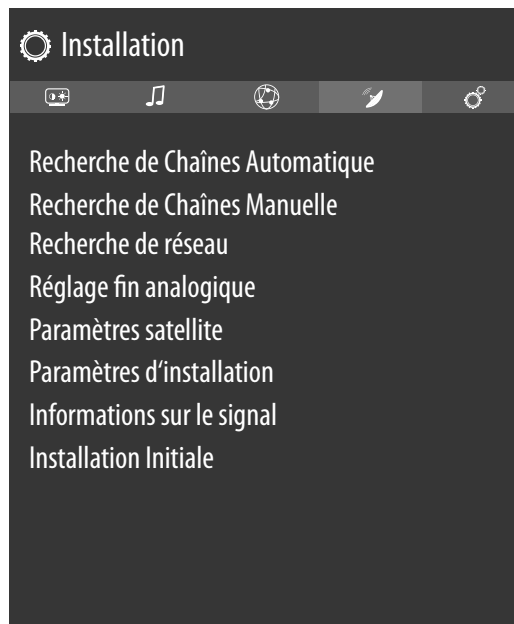 Installation
Recherche de Chaînes Automatique
Recherche de Chaînes Manuelle
Recherche de réseau
Réglage fin analogique
Paramètres satellite
Paramètres d‘installation
Informations sur le signal
Installation Initiale